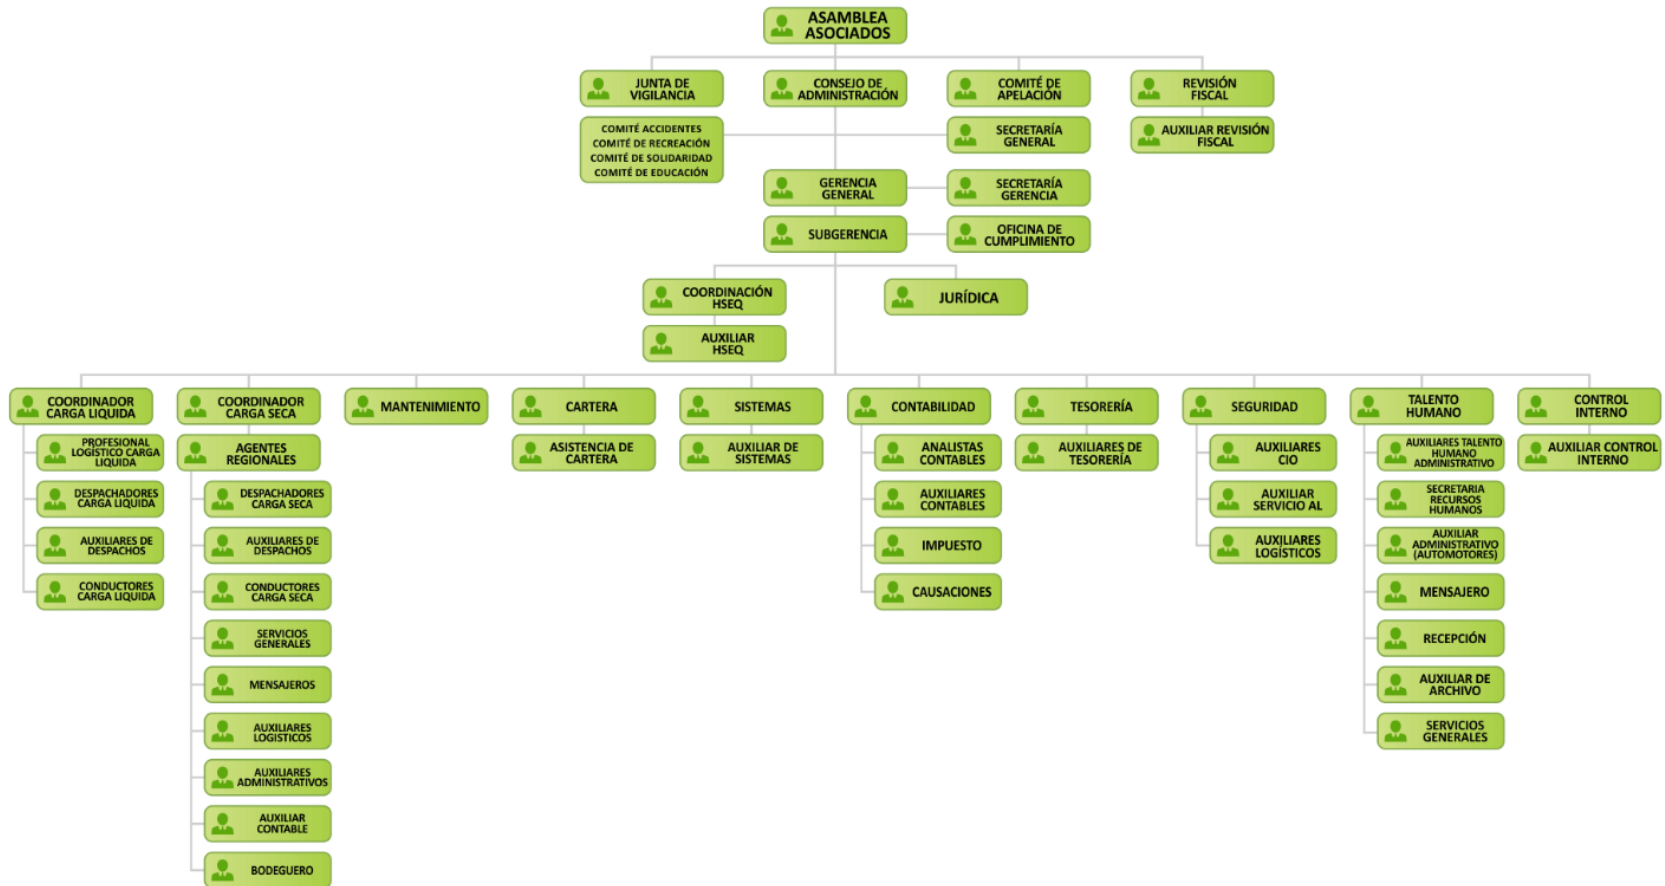 ASAMBLEA
ASOCIADOS
JUNTA DE
VIGILANCIA
CONSEJO DE
ADMINISTRACIÓN
COMITÉ DE
APELACIÓN
REVISIÓN
FISCAL
COMITÉ ACCIDENTES
COMITÉ DE RECREACIÓN
COMITÉ DE SOLIDARIDAD
COMITÉ DE EDUCACIÓN
SECRETARÍA
GENERAL
AUXILIAR REVISIÓN
FISCAL
GERENCIA
GENERAL
SECRETARÍA
GERENCIA
SUBGERENCIA
OFICINA DE
CUMPLIMIENTO
COORDINACIÓN
HSEQ
JURÍDICA
AUXILIAR
HSEQ
COORDINADOR
CARGA LIQUIDA
PROFESIONAL
LOGÍSTICO CARGA
LIQUIDA
DESPACHADORES
CARGA LIQUIDA
AUXILIARES DE
DESPACHOS
CONDUCTORES
CARGA LIQUIDA
COORDINADOR
CARGA SECA
AGENTES
REGIONALES
DESPACHADORES
CARGA SECA
AUXILIARES DE
DESPACHOS
CONDUCTORES
CARGA SECA
SERVICIOS
GENERALES
MENSAJEROS
AUXILIARES
LOGISTICOS
AUXILIARES
ADMINISTRATIVOS
AUXILIAR
CONTABLE
BODEGUERO
MANTENIMIENTO
CARTERA
ASISTENCIA DE
CARTERA
SISTEMAS
AUXILIAR DE
SISTEMAS
CONTABILIDAD
ANALISTAS
CONTABLES
AUXILIARES
CONTABLES
IMPUESTO
CAUSACIONES
TESORERÍA
AUXILIARES DE
TESORERÍA
SEGURIDAD
AUXILIARES
CIO
AUXILIAR
SERVICIO AL
AUXILIARES
LOGÍSTICOS
TALENTO
HUMANO
AUXILIARES TALENTO
HUMANO
ADMINISTRATIVO
SECRETARIA
RECURSOS
HUMANOS
AUXILIAR
ADMINISTRATIVO
(AUTOMOTORES)
MENSAJERO
RECEPCIÓN
AUXILIAR DE
ARCHIVO
SERVICIOS
GENERALES
CONTROL
INTERNO
AUXILIAR CONTROL
INTERNO